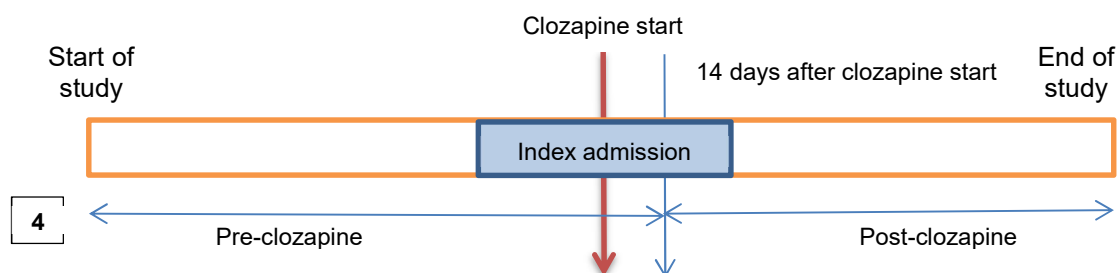 Clozapine start
Start of
study
14 days after clozapine start
End of
study
Index admission
4
Pre-clozapine
Post-clozapine